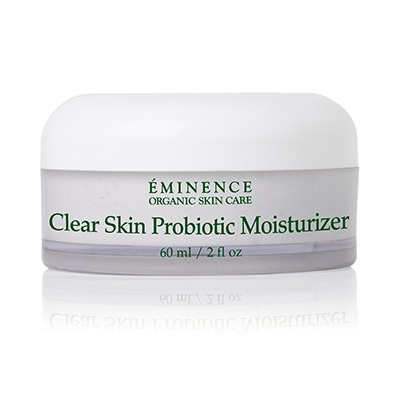 ÉMINENCE
ORGANIC SKIN CARE
Clear Skin Probiotic Moisturizer
60 ml / 2 fl oz